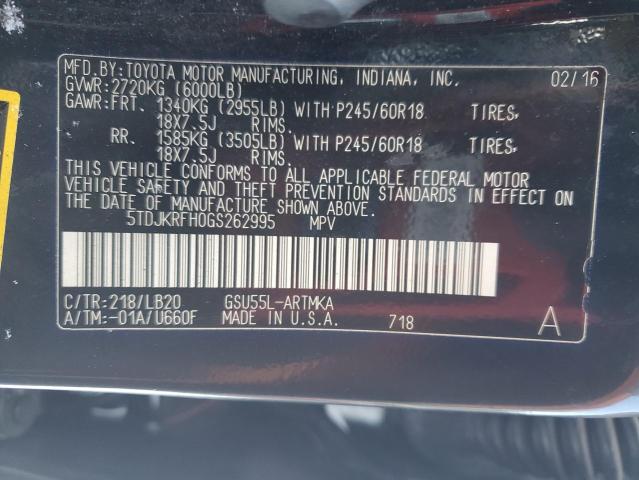 MFD.BY:TOYOTA MOTOR MANUFACTURING, INDIANA, INC. 02/16
GVWR:2720KG (6000LB)
GAWR:FRT. 1340KG (2955LB) WITH P245/60R18 TIRES,
18X7.5J RIMS.
RR. 1585KG (3505LB) WITH P245/60R18 TIRES,
18X7.5J RIMS.
THIS VEHICLE CONFORMS TO ALL APPLICABLE FEDERAL MOTOR
VEHICLE SAFETY AND THEFT PREVENTION STANDARDS IN EFFECT ON
THE DATE OF MANUFACTURE SHOWN ABOVE.
5TDJKRFH0GS262995 MPV
C/TR:218/LB20 GSU55L-ARTMKA
A/TM:-01A/U660F MADE IN U.S.A. 718 A